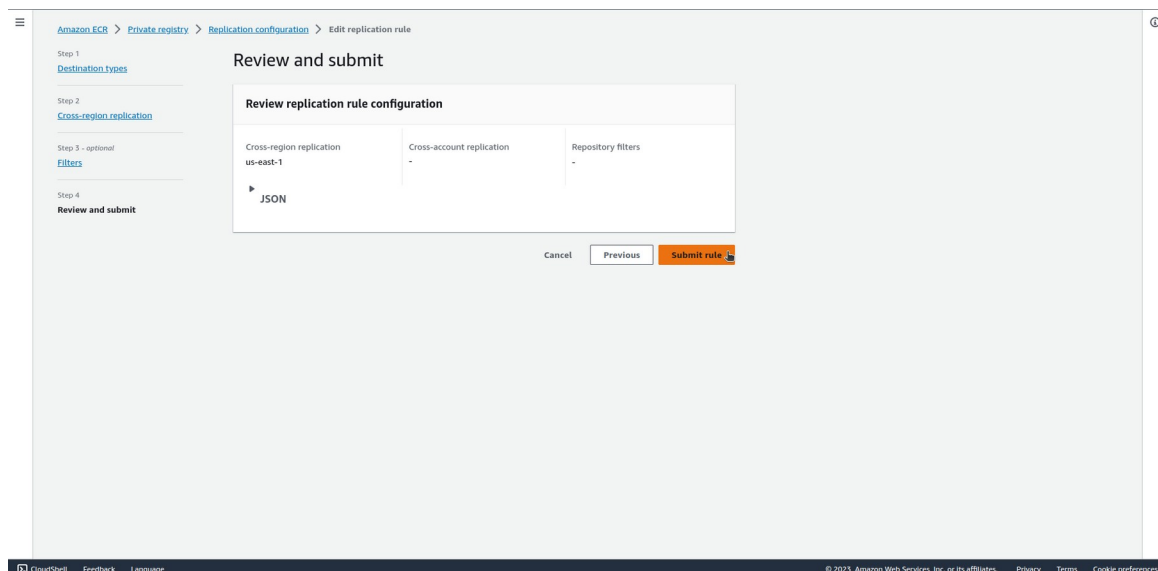 Amazon ECR > Private registry > Replication configuration > Edit replication rule
Step 1
Destination types
Step 2
Cross-region replication
Step 3 - optional
Filters
Step 4
Review and submit
Review and submit
Review replication rule configuration
Cross-region replication
us-east-1
Cross-account replication
-
Repository filters
-
JSON
Cancel
Previous
Submit rule
CloudShell Feedback Language
© 2023, Amazon Web Services, Inc. or its affiliates. Privacy Terms Cookie preferences